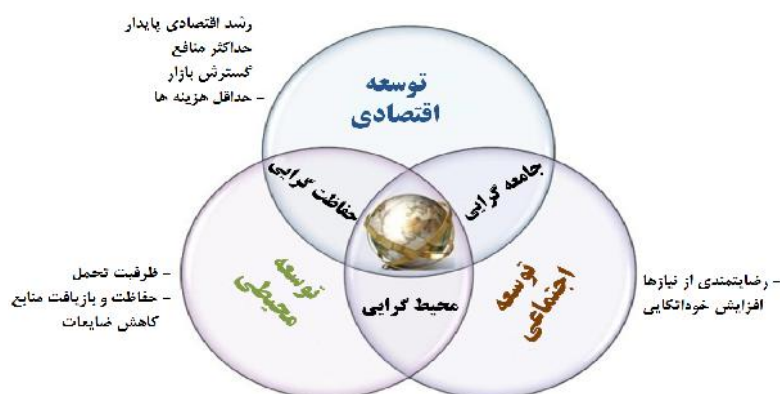 رشد اقتصادی پایدار
حداکثر منافع
گسترش بازار
- حداقل هزینه ها
توسعه
اقتصادی
حفاظت گرایی
جامعه گرایی
توسعه
محیطی
محیط گرایی
توسعه
اجتماعی
- ظرفیت تحمل
- حفاظت و بازیافت منابع
کاهش ضایعات
- رضایتمندی از نیازها
افزایش خوداتکایی